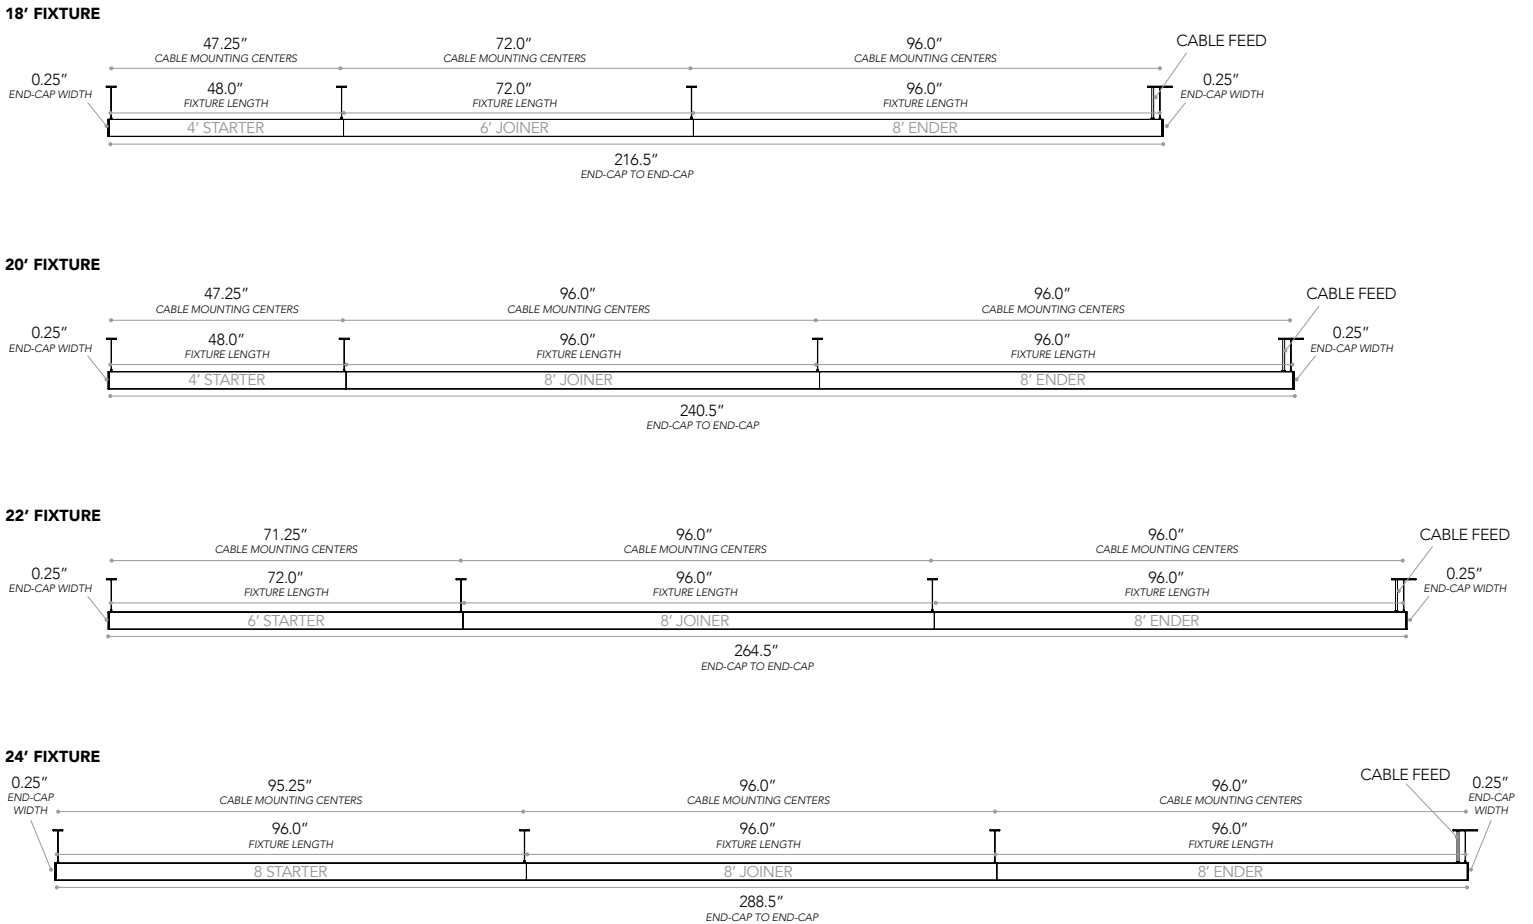 18’ FIXTURE
47.25”
CABLE MOUNTING CENTERS
72.0”
CABLE MOUNTING CENTERS
96.0”
CABLE MOUNTING CENTERS
CABLE FEED
0.25”
END-CAP WIDTH
48.0”
FIXTURE LENGTH
72.0”
FIXTURE LENGTH
96.0”
FIXTURE LENGTH
0.25”
END-CAP WIDTH
4’ STARTER
6’ JOINER
8’ ENDER
216.5”
END-CAP TO END-CAP
20’ FIXTURE
47.25”
CABLE MOUNTING CENTERS
96.0”
CABLE MOUNTING CENTERS
96.0”
CABLE MOUNTING CENTERS
CABLE FEED
0.25”
END-CAP WIDTH
48.0”
FIXTURE LENGTH
96.0”
FIXTURE LENGTH
96.0”
FIXTURE LENGTH
0.25”
END-CAP WIDTH
4’ STARTER
8’ JOINER
8’ ENDER
240.5”
END-CAP TO END-CAP
22’ FIXTURE
71.25”
CABLE MOUNTING CENTERS
96.0”
CABLE MOUNTING CENTERS
96.0”
CABLE MOUNTING CENTERS
CABLE FEED
0.25”
END-CAP WIDTH
72.0”
FIXTURE LENGTH
96.0”
FIXTURE LENGTH
96.0”
FIXTURE LENGTH
0.25”
END-CAP WIDTH
6’ STARTER
8’ JOINER
8’ ENDER
264.5”
END-CAP TO END-CAP
24’ FIXTURE
0.25”
END-CAP
WIDTH
95.25”
CABLE MOUNTING CENTERS
96.0”
CABLE MOUNTING CENTERS
96.0”
CABLE MOUNTING CENTERS
CABLE FEED
0.25”
END-CAP
WIDTH
96.0”
FIXTURE LENGTH
96.0”
FIXTURE LENGTH
96.0”
FIXTURE LENGTH
8 STARTER
8’ JOINER
8’ ENDER
288.5”
END-CAP TO END-CAP